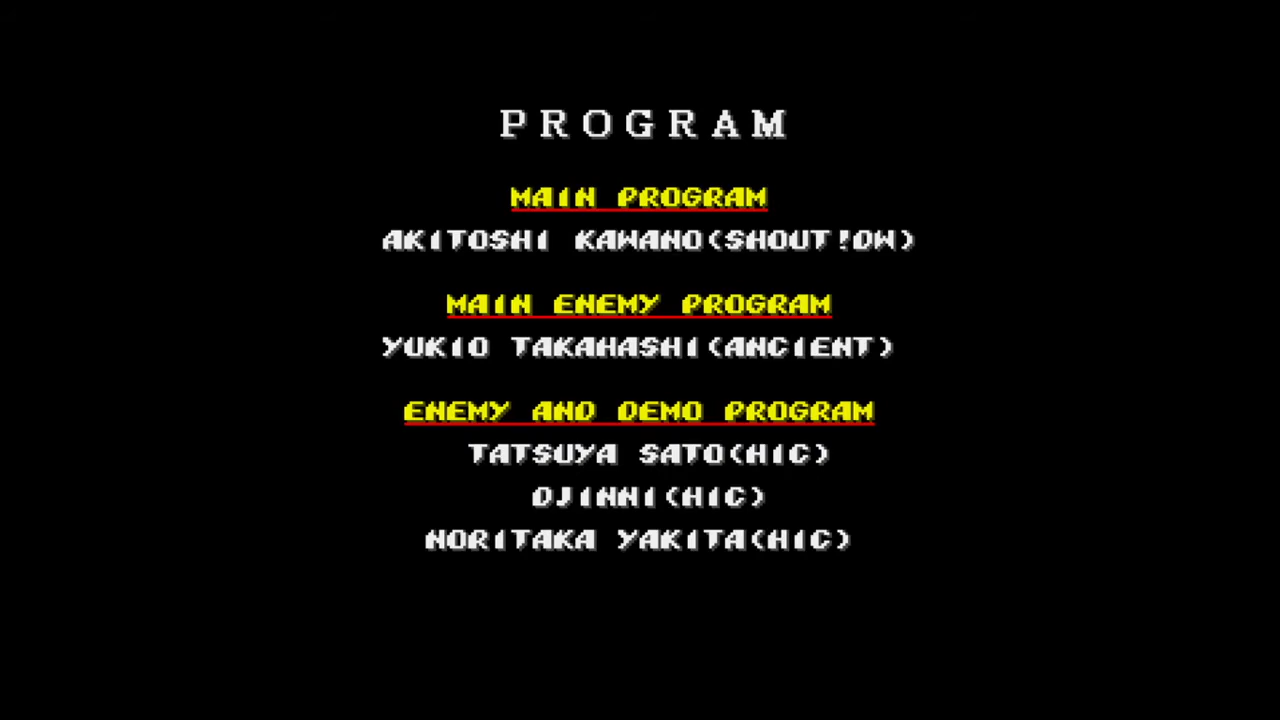 PROGRAM
MAIN PROGRAM
AKITOSHI KAWANO(SHOUT!DW)
MAIN ENEMY PROGRAM
YUKIO TAKAHASHI(ANCIENT)
ENEMY AND DEMO PROGRAM
TATSUYA SATO(HIC)
DJINNI(HIC)
NORITAKA YAKITA(HIC)